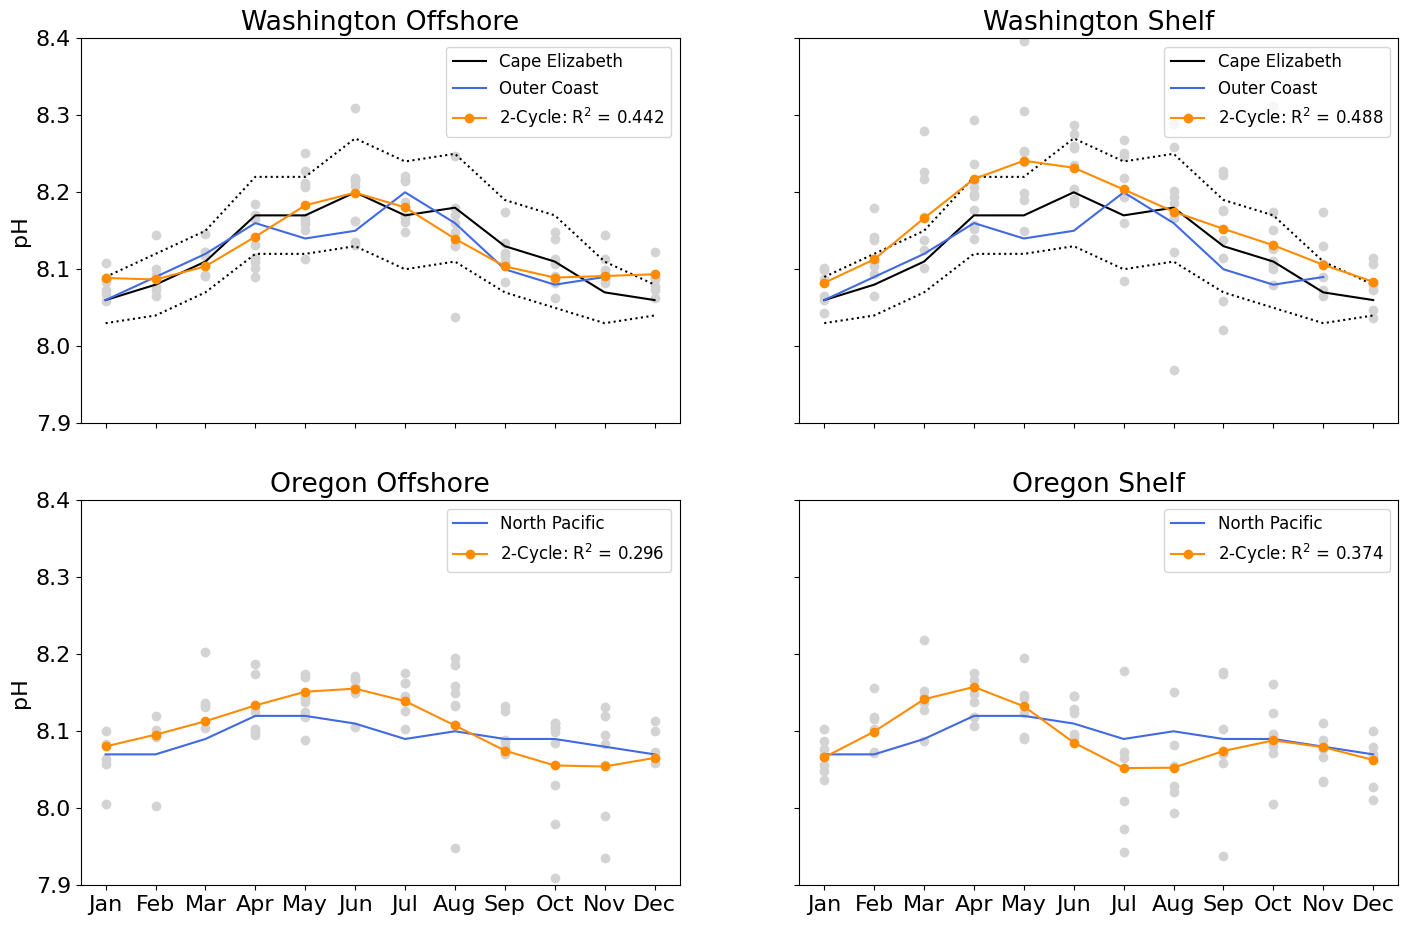 Washington Offshore
Washington Shelf
8.4
8.3
8.2
8.1
8.0
7.9
pH
Cape Elizabeth
Outer Coast
2-Cycle: R² = 0.442
Cape Elizabeth
Outer Coast
2-Cycle: R² = 0.488
Oregon Offshore
Oregon Shelf
8.4
8.3
8.2
8.1
8.0
7.9
pH
North Pacific
2-Cycle: R² = 0.296
North Pacific
2-Cycle: R² = 0.374
Jan Feb Mar Apr May Jun Jul Aug Sep Oct Nov Dec
Jan Feb Mar Apr May Jun Jul Aug Sep Oct Nov Dec